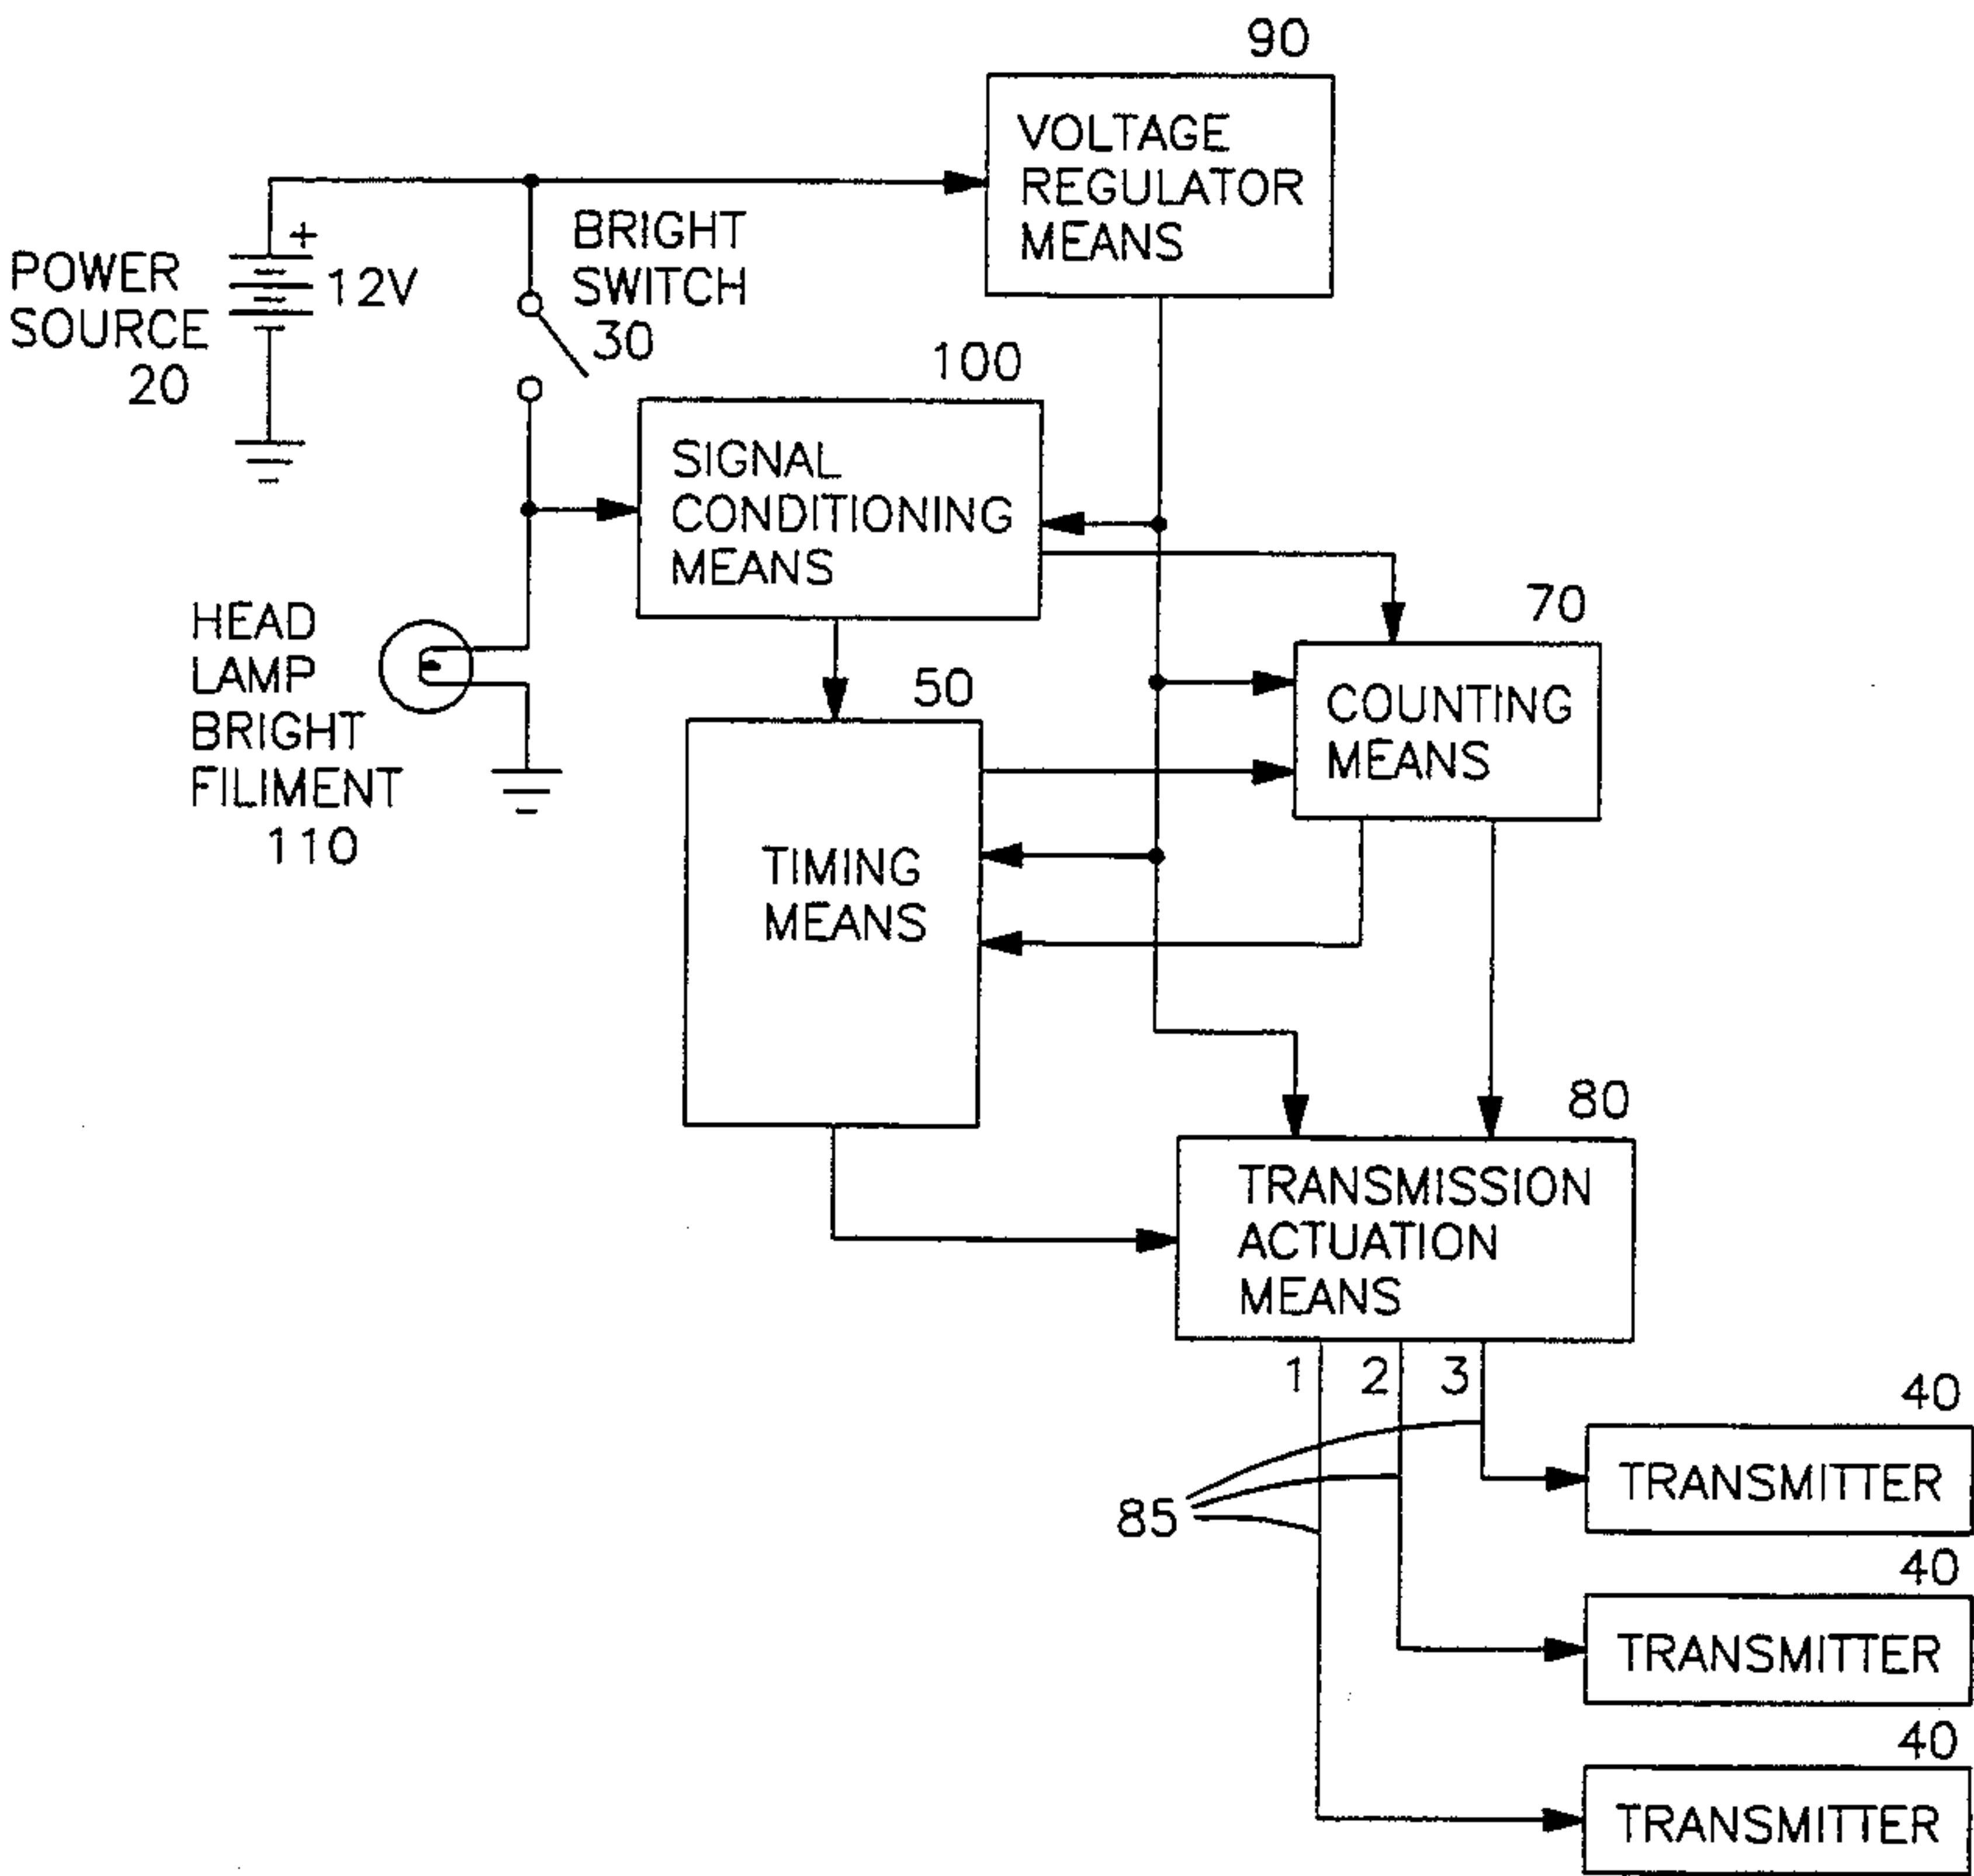 90
VOLTAGE
REGULATOR
MEANS
BRIGHT
SWITCH
30
+
12V
POWER
SOURCE
20
100
SIGNAL
CONDITIONING
MEANS
HEAD
LAMP
BRIGHT
FILIMENT
110
70
COUNTING
MEANS
50
TIMING
MEANS
80
TRANSMISSION
ACTUATION
MEANS
1 2 3
85
40
TRANSMITTER
40
TRANSMITTER
40
TRANSMITTER